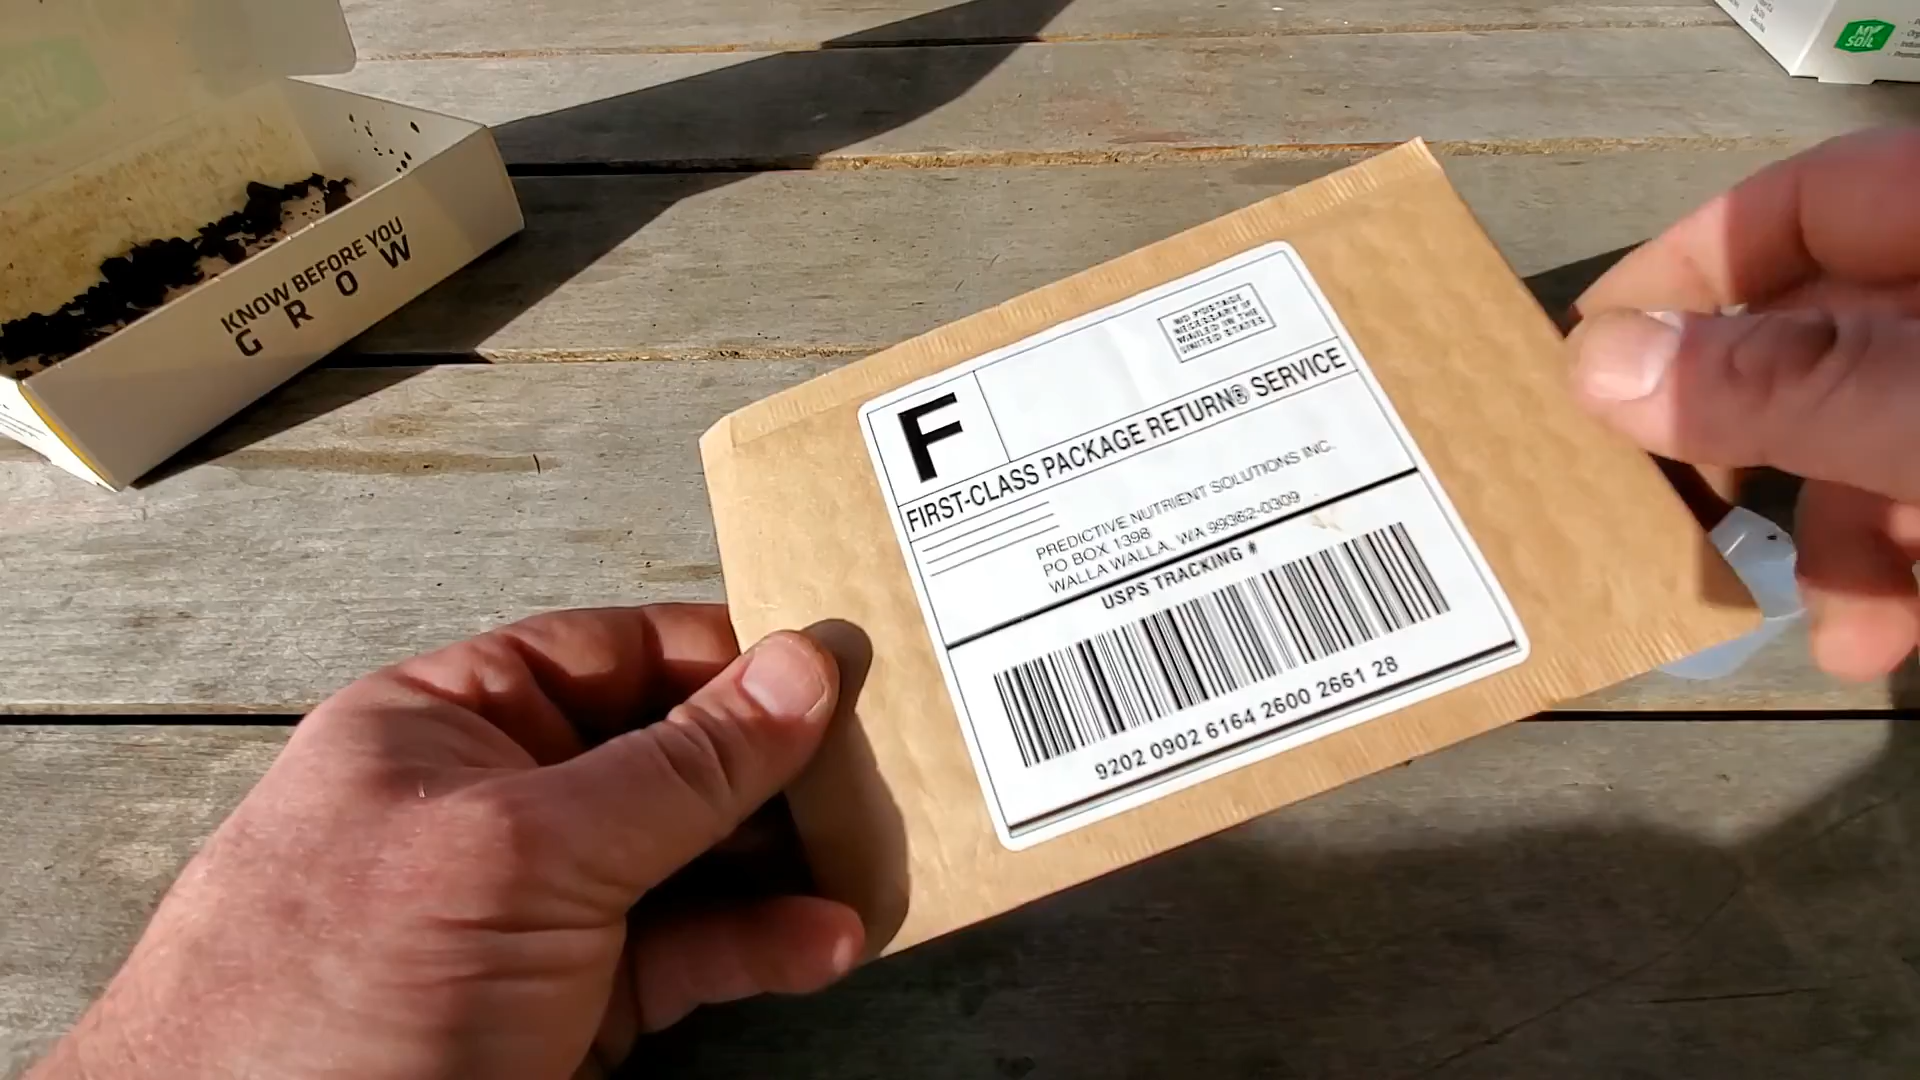 KNOW BEFORE YOU
GROW
MY
SOIL
F
NO POSTAGE
NECESSARY IF
MAILED IN THE
UNITED STATES
FIRST-CLASS PACKAGE RETURN® SERVICE
PREDICTIVE NUTRIENT SOLUTIONS INC.
PO BOX 1398
WALLA WALLA, WA 99362-0309
USPS TRACKING #
9202 0902 6164 2600 2661 28